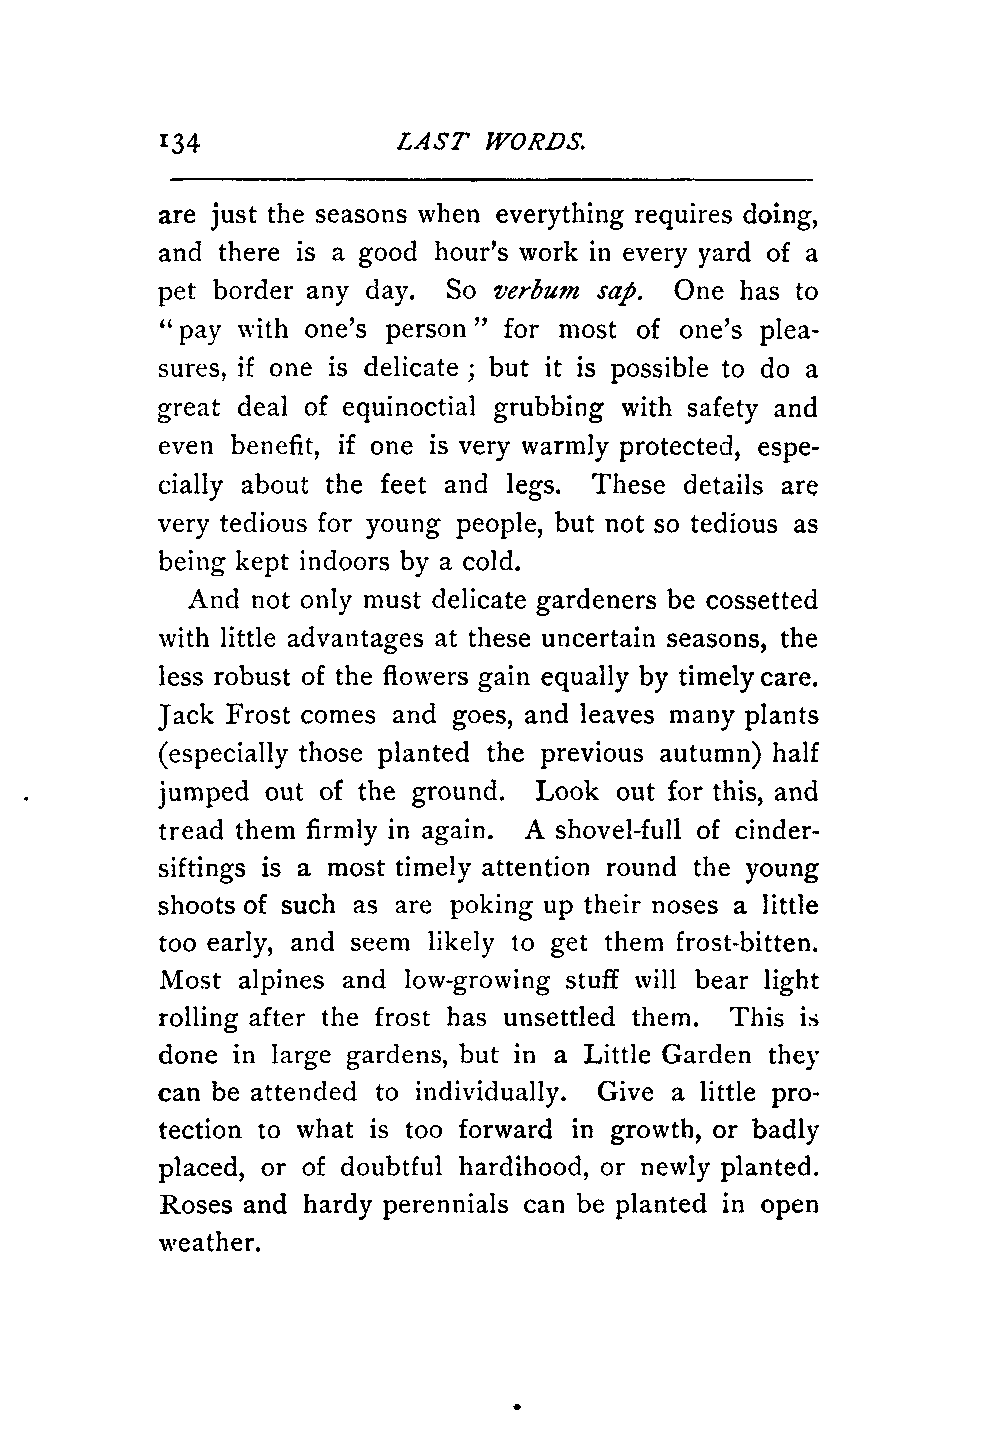 134 LAST WORDS.
are just the seasons when everything requires doing,
and there is a good hour's work in every yard of a
pet border any day. So verbum sap. One has to
"pay with one's person" for most of one's plea-
sures, if one is delicate ; but it is possible to do a
great deal of equinoctial grubbing with safety and
even benefit, if one is very warmly protected, espe-
cially about the feet and legs. These details are
very tedious for young people, but not so tedious as
being kept indoors by a cold.
And not only must delicate gardeners be cossetted
with little advantages at these uncertain seasons, the
less robust of the flowers gain equally by timely care.
Jack Frost comes and goes, and leaves many plants
(especially those planted the previous autumn) half
jumped out of the ground. Look out for this, and
tread them firmly in again. A shovel-full of cinder-
siftings is a most timely attention round the young
shoots of such as are poking up their noses a little
too early, and seem likely to get them frost-bitten.
Most alpines and low-growing stuff will bear light
rolling after the frost has unsettled them. This is
done in large gardens, but in a Little Garden they
can be attended to individually. Give a little pro-
tection to what is too forward in growth, or badly
placed, or of doubtful hardihood, or newly planted.
Roses and hardy perennials can be planted in open
weather.